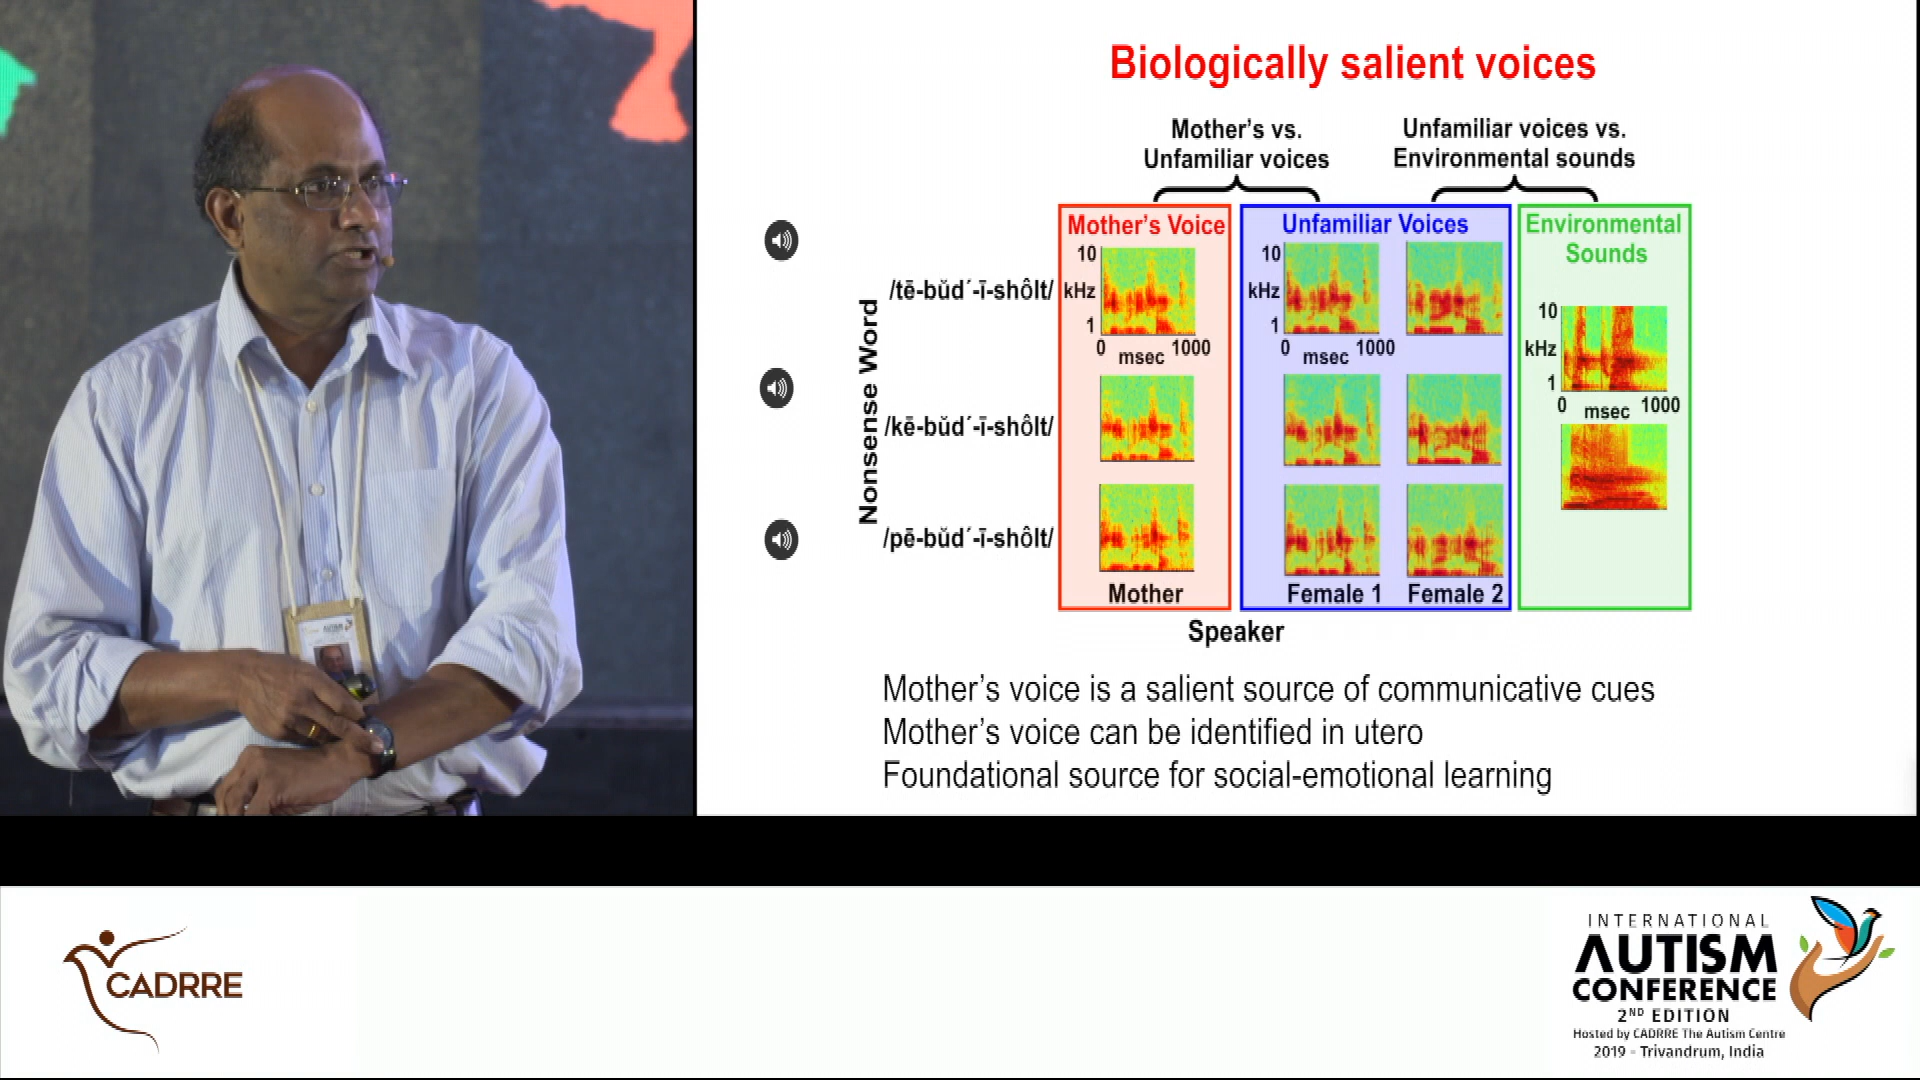 Biologically salient voices
Mother's vs.
Unfamiliar voices
Unfamiliar voices vs.
Environmental sounds
Mother's Voice
Unfamiliar Voices
Environmental
Sounds
Nonsense Word
/tē-bŭd´-ī-shôlt/
/kē-bŭd´-ī-shôlt/
/pē-bŭd´-ī-shôlt/
10
kHz
1
0 msec 1000
10
kHz
1
0 msec 1000
10
kHz
1
0 msec 1000
Mother
Female 1
Female 2
Speaker
Mother's voice is a salient source of communicative cues
Mother's voice can be identified in utero
Foundational source for social-emotional learning
AUTISM
CADRRE
INTERNATIONAL
AUTISM
CONFERENCE
2ND EDITION
Hosted by CADRRE The Autism Centre
2019 - Trivandrum, India